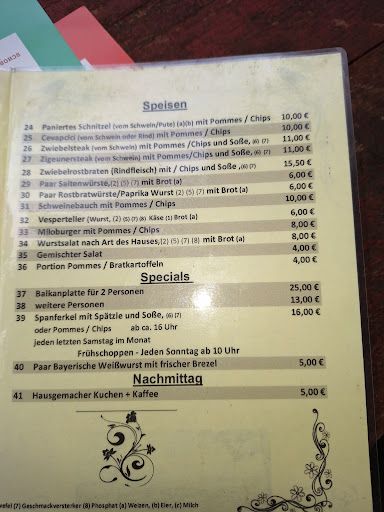 SCHOB
Speisen
24 Paniertes Schnitzel (vom Schwein/Pute) (a)(b) mit Pommes / Chips 10,00 €
25 Cevapcici (vom Schwein oder Rind) mit Pommes / Chips 10,00 €
26 Zwiebelsteak (vom Schwein) mit Pommes /Chips und Soße, (6) (7) 11,00 €
27 Zigeunersteak (vom Schwein) mit Pommes/Chips und Soße, (6) (7) 11,00 €
28 Zwiebelrostbraten (Rindfleisch) mit / Chips und Soße ,(6)(7) 15,50 €
29 Paar Saitenwürste,(2) (5) (7) mit Brot (a) 6,00 €
30 Paar Rostbratwürste/Paprika Wurst (2) (5) (7) mit Brot (a) 6,00 €
31 Schweinebauch mit Pommes / Chips 10,00 €
32 Vesperteller (Wurst, (2) (5) (7) (8) Käse (1) Brot (a) 6,00 €
33 Miloburger mit Pommes / Chips 8,00 €
34 Wurstsalat nach Art des Hauses,(2) (5) (7) (8) mit Brot (a) 8,00 €
35 Gemischter Salat 4,00 €
36 Portion Pommes / Bratkartoffeln 4,00 €
Specials
37 Balkanplatte für 2 Personen 25,00 €
38 weitere Personen 13,00 €
39 Spanferkel mit Spätzle und Soße, (6)(7) 16,00 €
oder Pommes / Chips ab ca. 16 Uhr
jeden letzten Samstag im Monat
Frühschoppen - Jeden Sonntag ab 10 Uhr
40 Paar Bayerische Weißwurst mit frischer Brezel 5,00 €
Nachmittag
41 Hausgemacher Kuchen + Kaffee 5,00 €
wefel (7) Geschmackversterker (8) Phosphat (a) Weizen, (b) Eier, (c) Milch